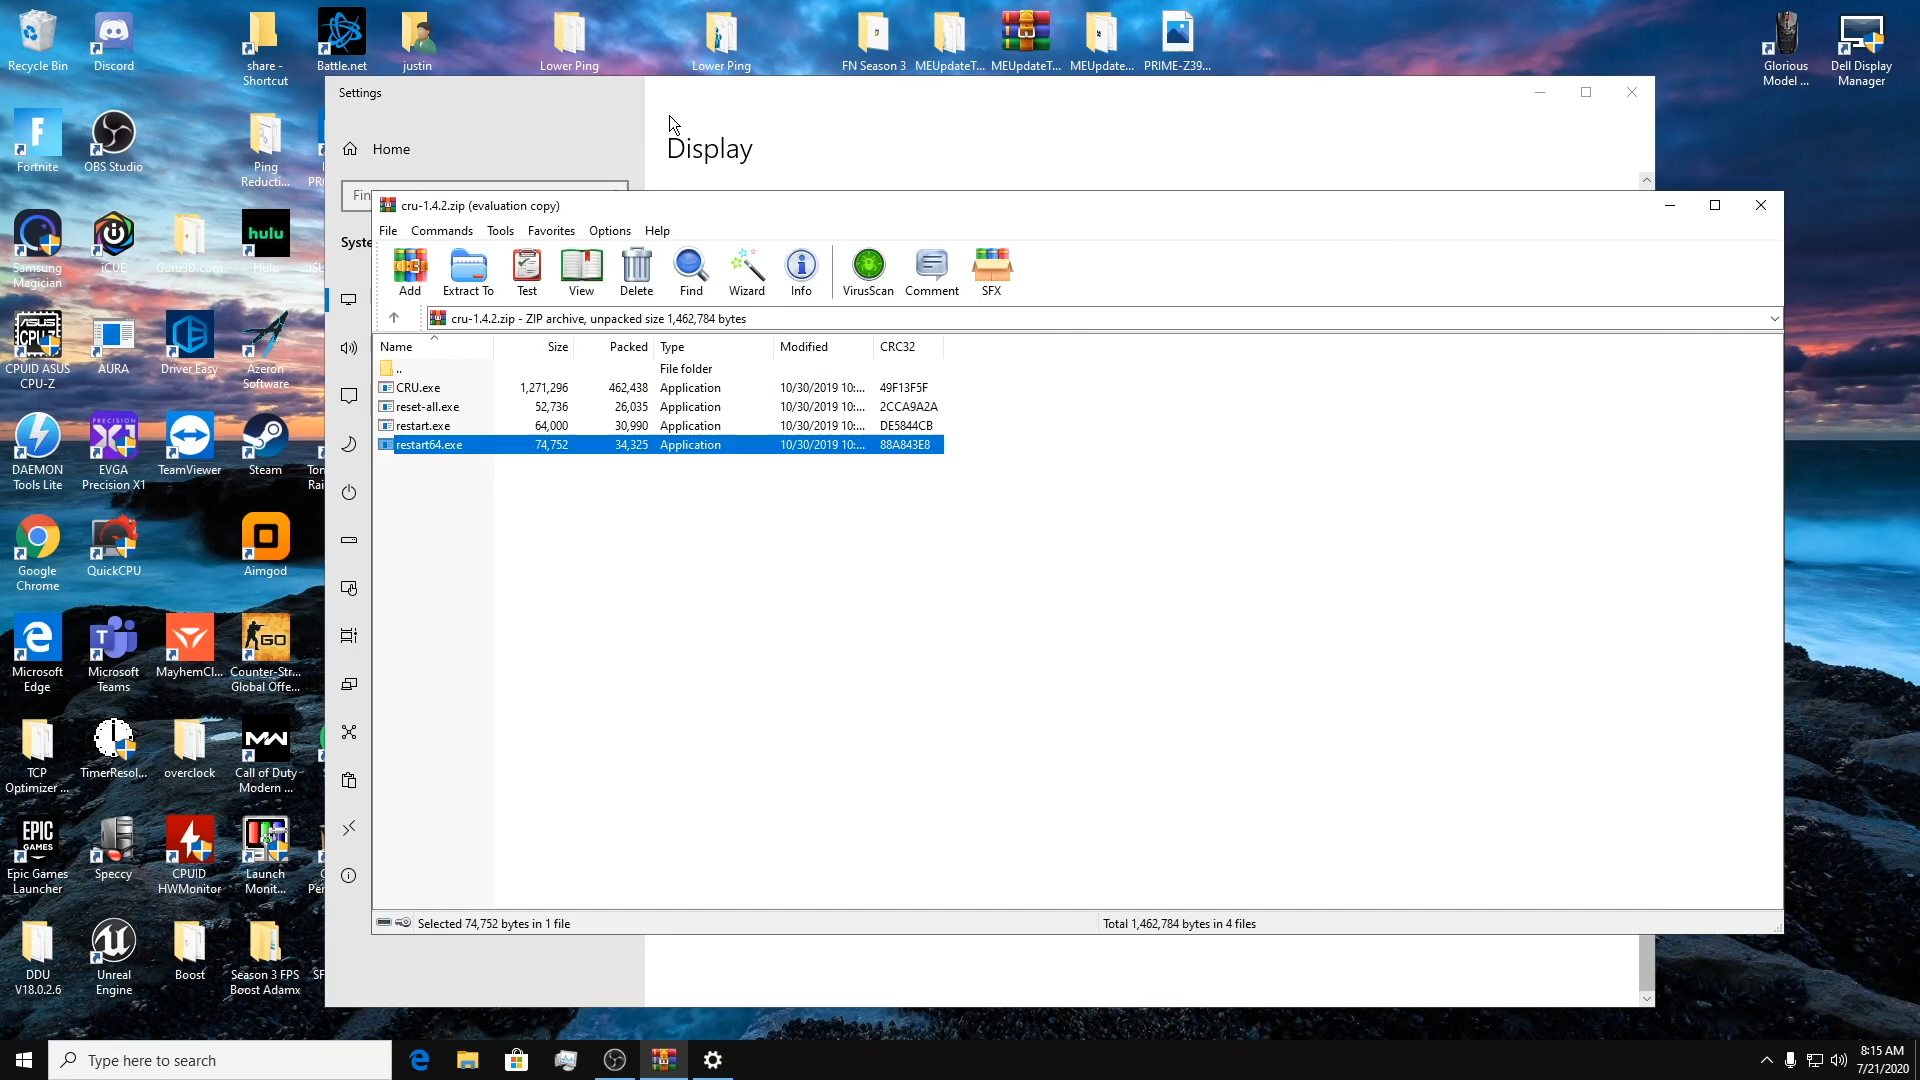 Recycle Bin
Discord
share -
Shortcut
Battle.net
justin
Lower Ping
Lower Ping
FN Season 3
MEUpdateT...
MEUpdateT...
MEUpdate...
PRIME-Z39...
Glorious
Model ...
Dell Display
Manager
Settings
Home
Display
Fin
Syste
Fortnite
OBS Studio
Ping
Reducti...
Samsung
Magician
iCUE
Guru3D.com
hulu
Hulu
ASUS
CPU-Z
CPUID ASUS
CPU-Z
AURA
Driver Easy
Azeron
Software
DAEMON
Tools Lite
PRECISION
X1
EVGA
Precision X1
TeamViewer
Steam
Google
Chrome
QuickCPU
Aimgod
Microsoft
Edge
Microsoft
Teams
MayhemCl...
GO
Counter-Str...
Global Offe...
TCP
Optimizer ...
TimerResol...
overclock
MW
Call of Duty
Modern ...
EPIC
GAMES
Epic Games
Launcher
Speccy
CPUID
HWMonitor
Launch
Monit...
DDU
V18.0.2.6
Unreal
Engine
Boost
Season 3 FPS
Boost Adamx
cru-1.4.2.zip (evaluation copy)
File Commands Tools Favorites Options Help
Add Extract To Test View Delete Find Wizard Info VirusScan Comment SFX
cru-1.4.2.zip - ZIP archive, unpacked size 1,462,784 bytes
Name Size Packed Type Modified CRC32
.. File folder
CRU.exe 1,271,296 462,438 Application 10/30/2019 10:... 49F13F5F
reset-all.exe 52,736 26,035 Application 10/30/2019 10:... 2CCA9A2A
restart.exe 64,000 30,990 Application 10/30/2019 10:... DE5844CB
restart64.exe 74,752 34,325 Application 10/30/2019 10:... 88A843E8
Selected 74,752 bytes in 1 file
Total 1,462,784 bytes in 4 files
Type here to search
8:15 AM
7/21/2020